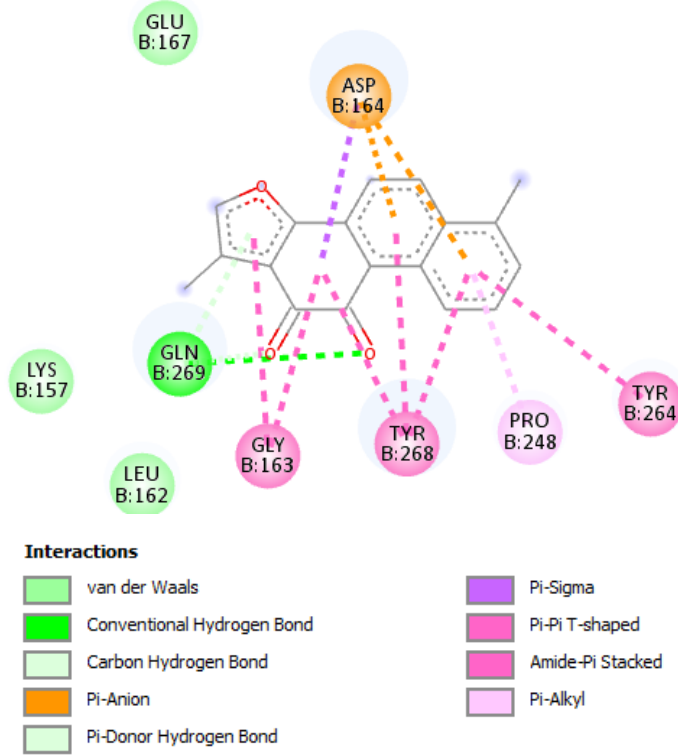 GLU
B:167
ASP
B:164
O
GLN
B:269
O
O
LYS
B:157
LEU
B:162
GLY
B:163
TYR
B:268
PRO
B:248
TYR
B:264
Interactions
van der Waals
Conventional Hydrogen Bond
Carbon Hydrogen Bond
Pi-Anion
Pi-Donor Hydrogen Bond
Pi-Sigma
Pi-Pi T-shaped
Amide-Pi Stacked
Pi-Alkyl